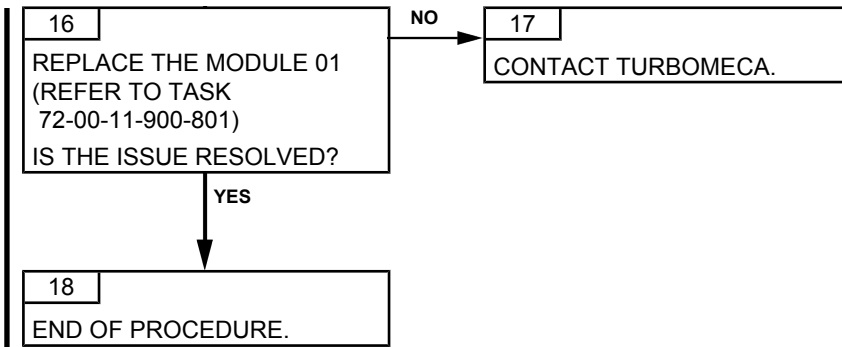 16
REPLACE THE MODULE 01
(REFER TO TASK
72-00-11-900-801)
IS THE ISSUE RESOLVED?
NO
17
CONTACT TURBOMECA.
YES
18
END OF PROCEDURE.